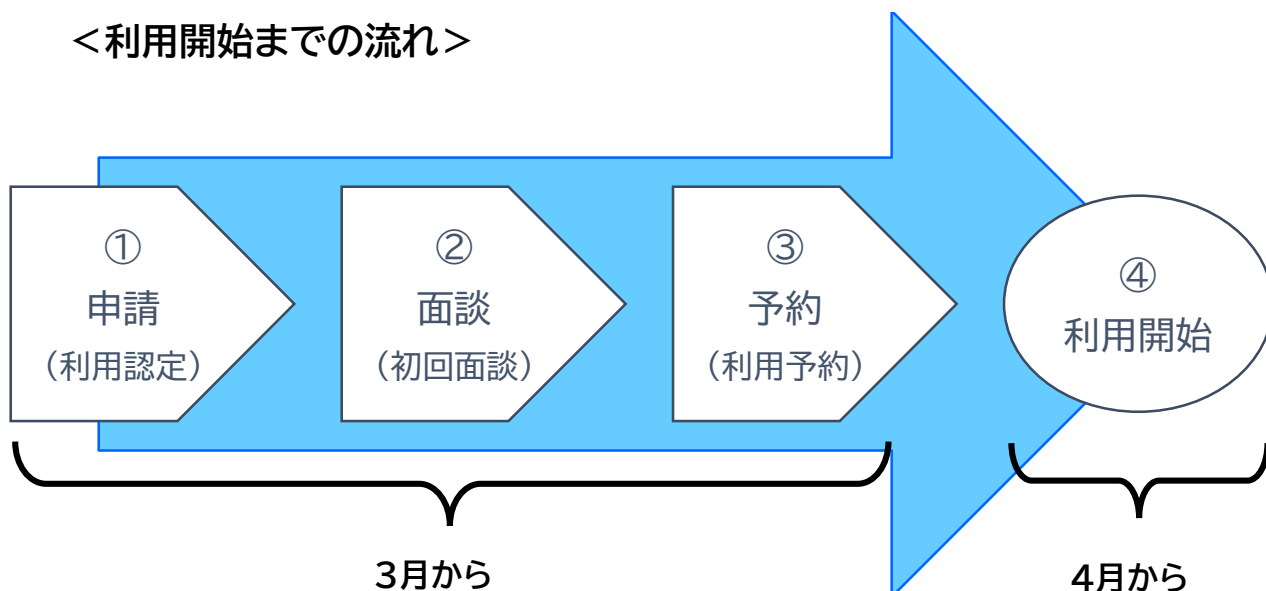 ＜利用開始までの流れ＞
①
申請
（利用認定）
②
面談
（初回面談）
③
予約
（利用予約）
④
利用開始
３月から
４月から